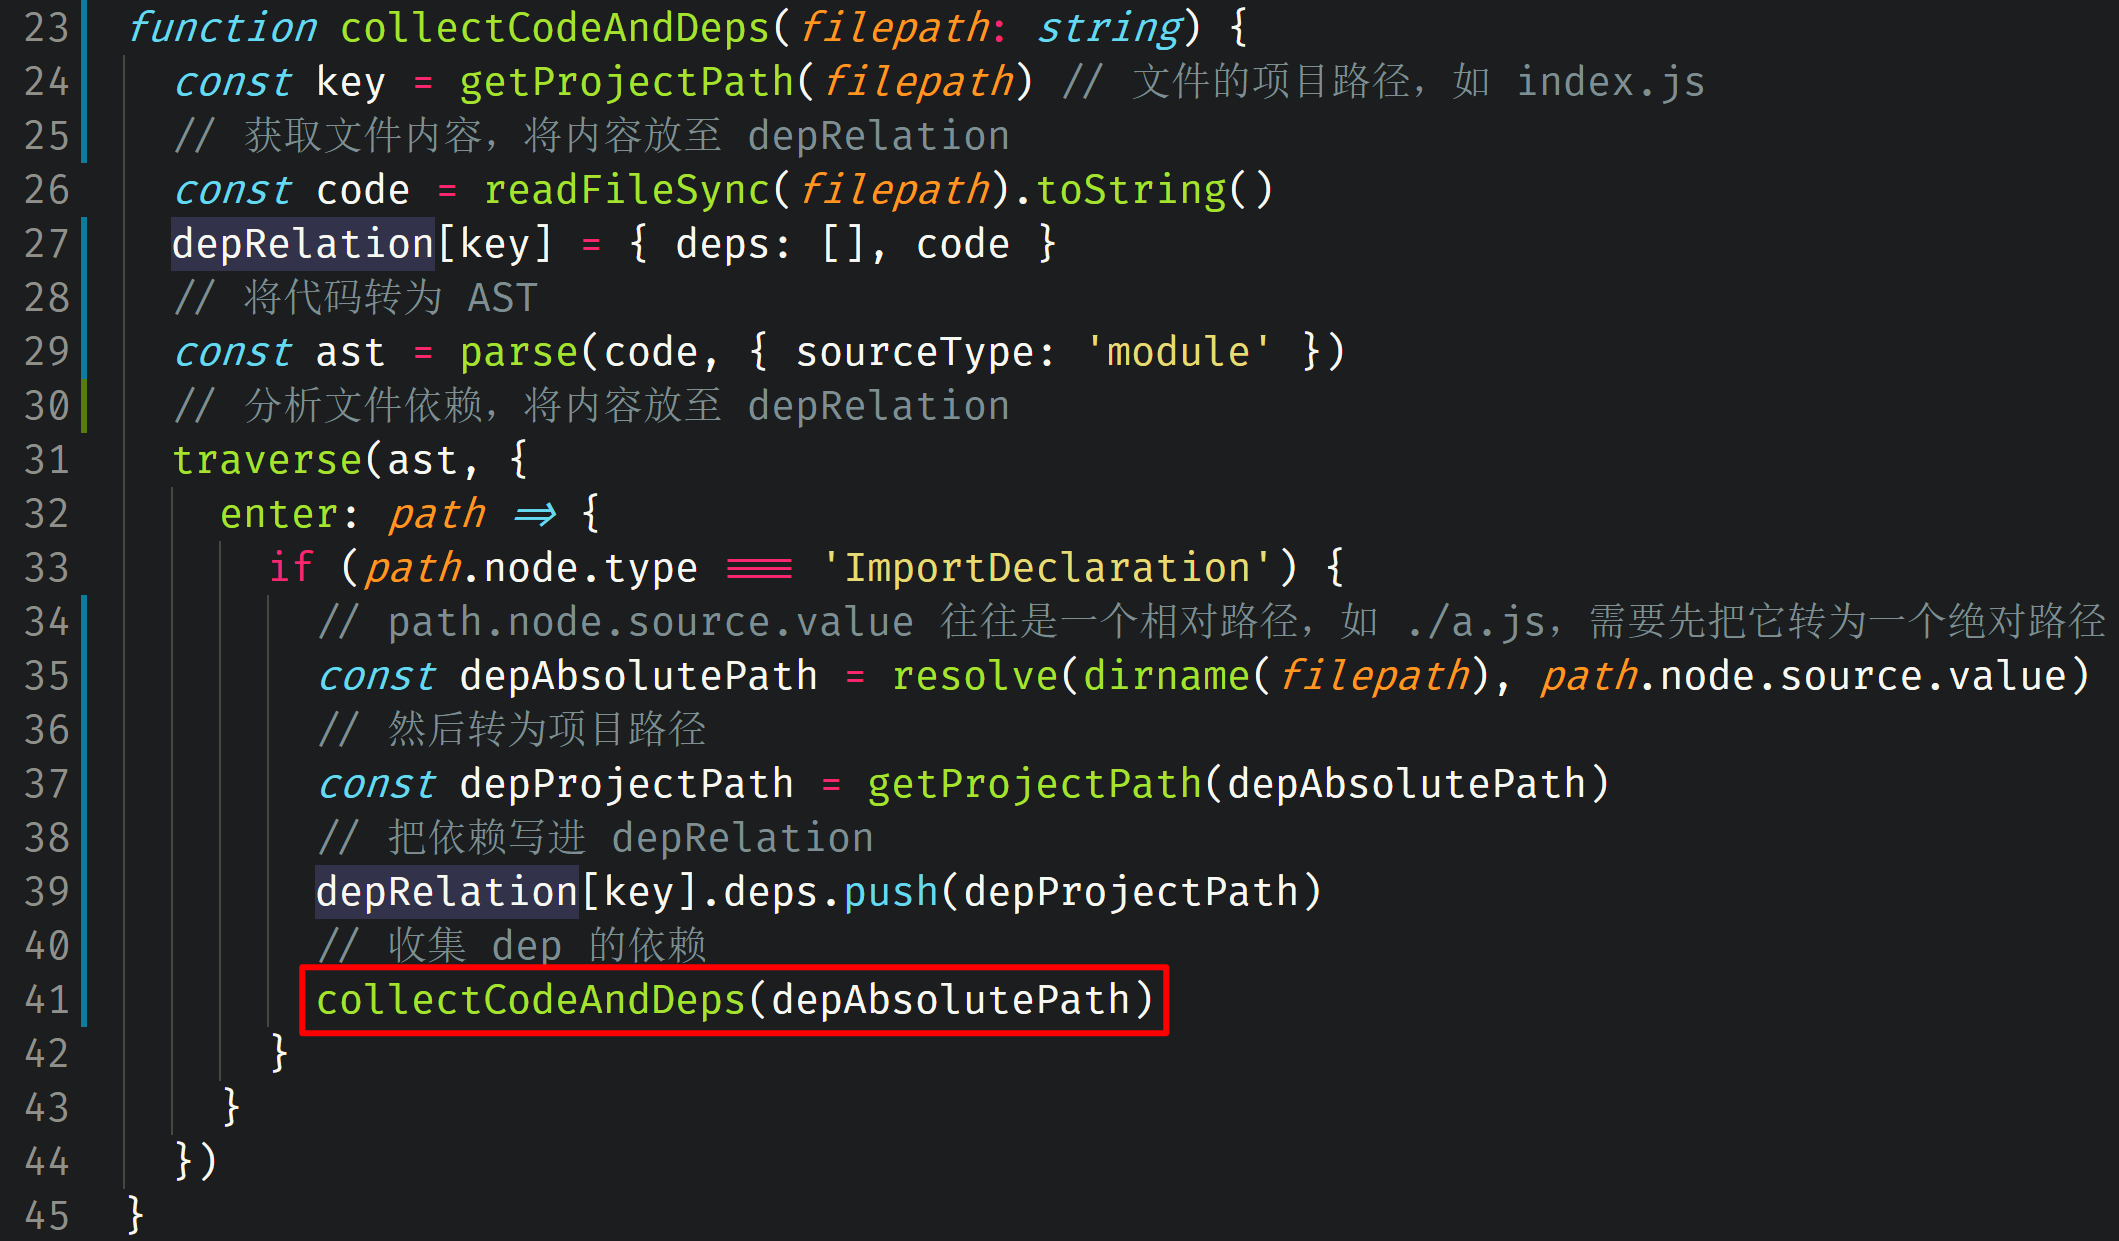 23 function collectCodeAndDeps(filepath: string) {
24 const key = getProjectPath(filepath) // 文件的项目路径，如 index.js
25 // 获取文件内容，将内容放至 depRelation
26 const code = readFileSync(filepath).toString()
27 depRelation[key] = { deps: [], code }
28 // 将代码转为 AST
29 const ast = parse(code, { sourceType: 'module' })
30 // 分析文件依赖，将内容放至 depRelation
31 traverse(ast, {
32 enter: path => {
33 if (path.node.type === 'ImportDeclaration') {
34 // path.node.source.value 往往是一个相对路径，如 ./a.js，需要先把它转为一个绝对路径
35 const depAbsolutePath = resolve(dirname(filepath), path.node.source.value)
36 // 然后转为项目路径
37 const depProjectPath = getProjectPath(depAbsolutePath)
38 // 把依赖写进 depRelation
39 depRelation[key].deps.push(depProjectPath)
40 // 收集 dep 的依赖
41 collectCodeAndDeps(depAbsolutePath)
42 }
43 }
44 })
45 }